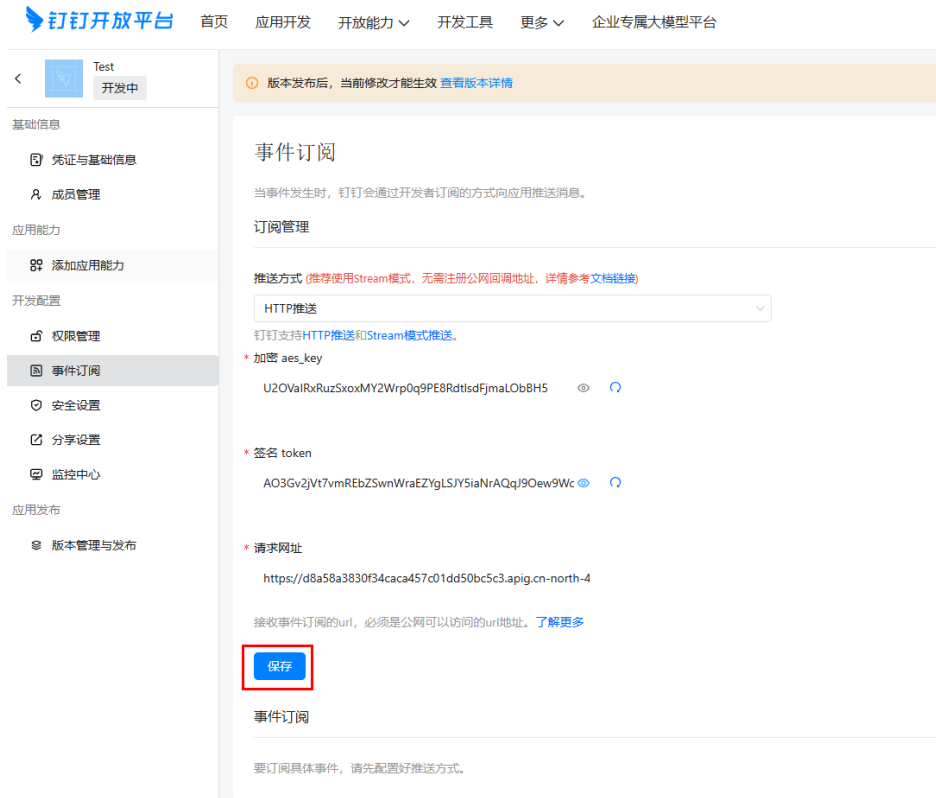 钉钉开放平台 首页 应用开发 开放能力 开发工具 更多 企业专属大模型平台
Test
开发中
基础信息
凭证与基础信息
成员管理
应用能力
添加应用能力
开发配置
权限管理
事件订阅
安全设置
分享设置
监控中心
应用发布
版本管理与发布
版本发布后，当前修改才能生效 查看版本详情
事件订阅
当事件发生时，钉钉会通过开发者订阅的方式向应用推送消息。
订阅管理
推送方式 (推荐使用Stream模式，无需注册公网回调地址，详情参考文档链接)
HTTP推送
钉钉支持HTTP推送和Stream模式推送。
* 加密 aes_key
U2OVaIRxRuzSxoxMY2Wrp0q9PE8RdtIsdFjmaLObBH5
* 签名 token
AO3Gv2jVt7vmREbZSwnWraEZYgLSJY5iaNrAQqJ9Oew9Wc
* 请求网址
https://d8a58a3830f34caca457c01dd50bc5c3.apig.cn-north-4
接收事件订阅的url，必须是公网可以访问的url地址。了解更多
保存
事件订阅
要订阅具体事件，请先配置好推送方式。